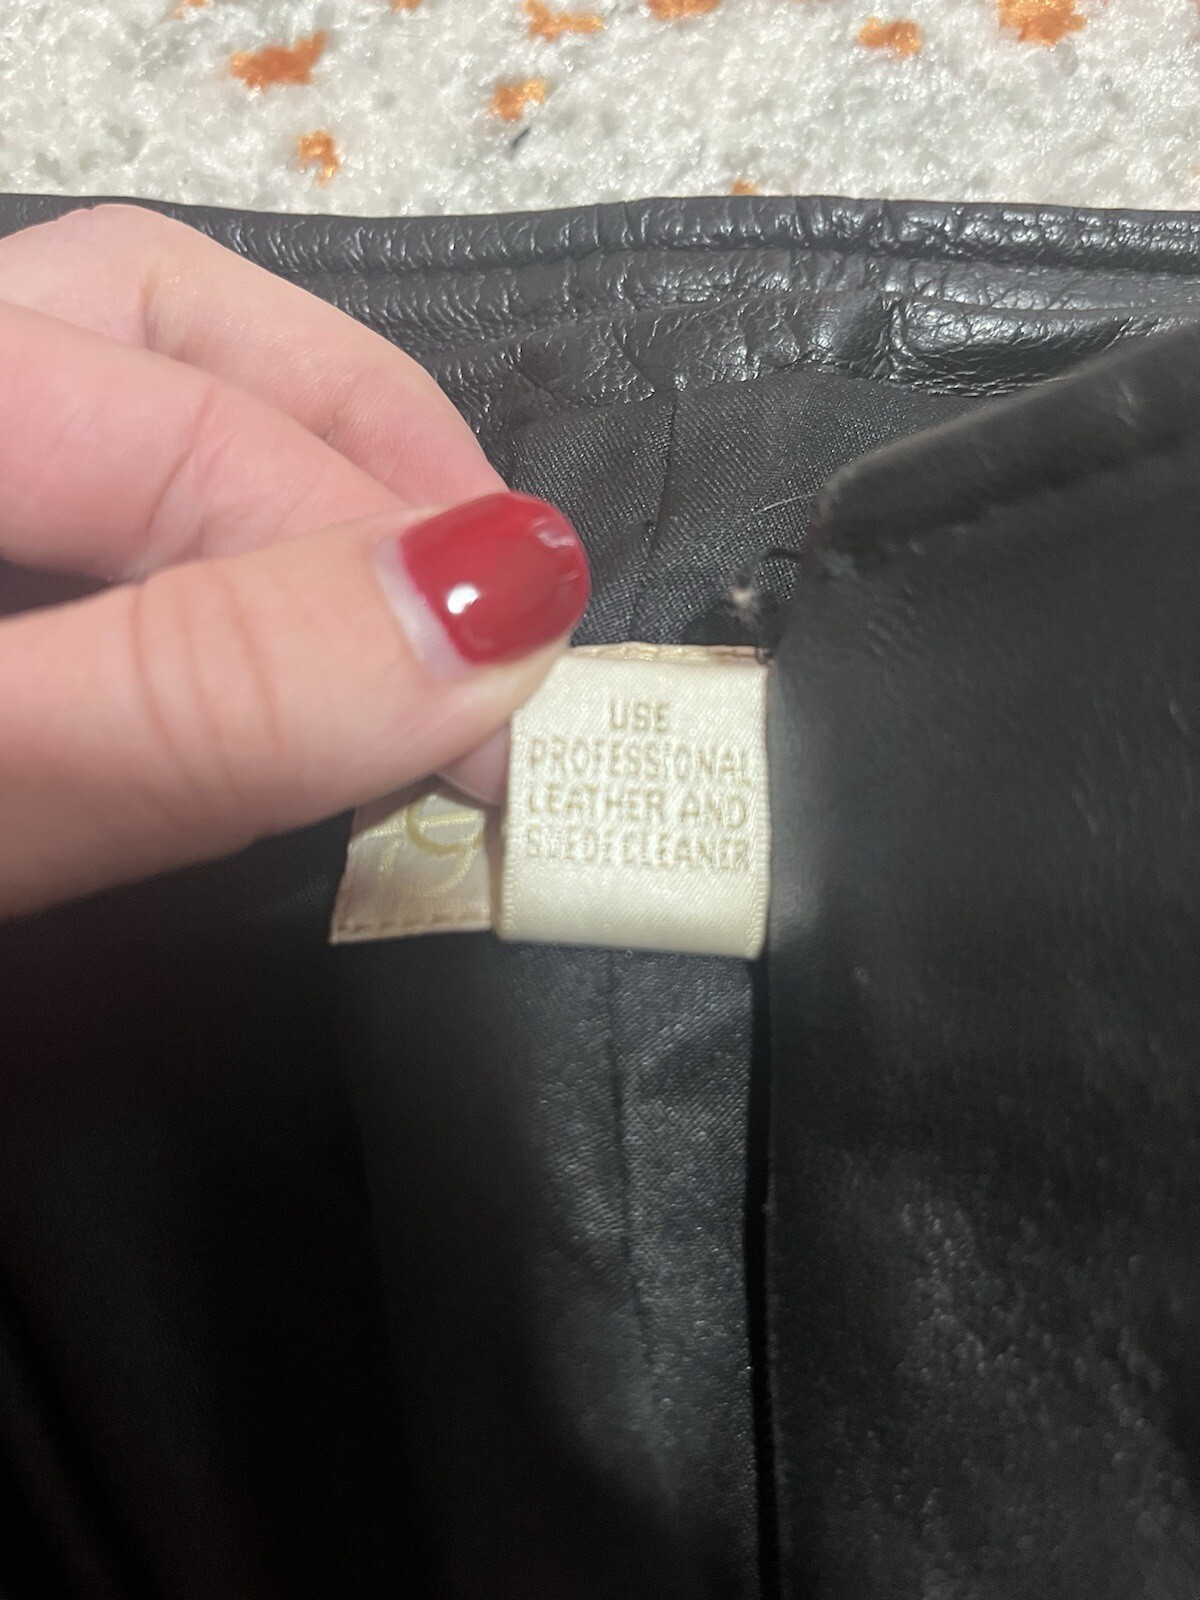 USE
PROFESSIONAL
LEATHER AND
SUEDE CLEANER